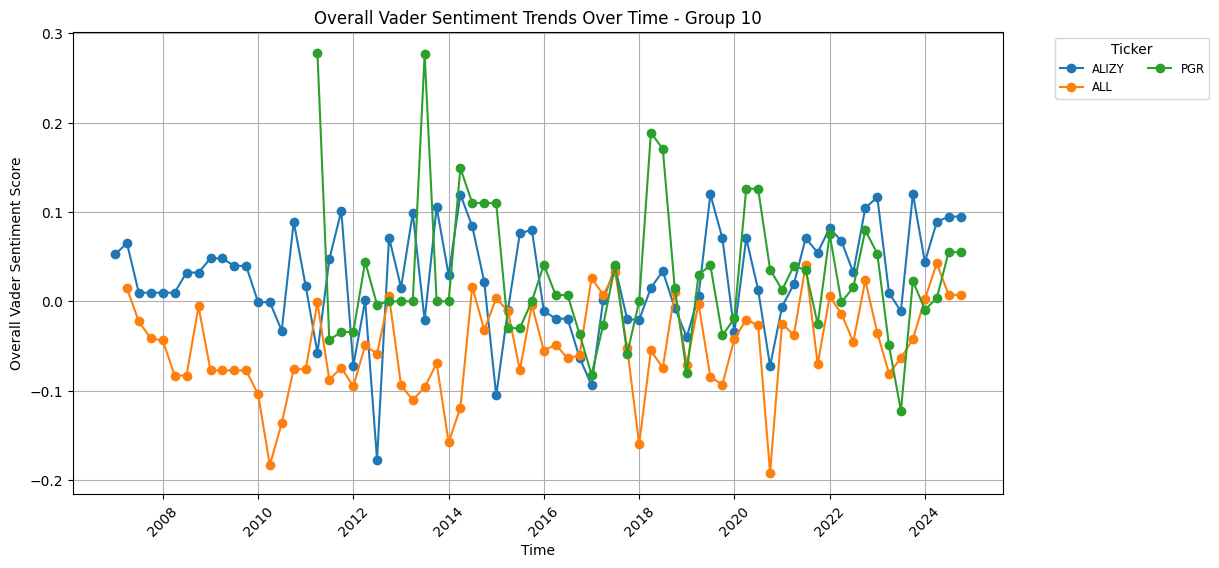 Overall Vader Sentiment Trends Over Time - Group 10
Ticker
ALIZY
PGR
ALL
Overall Vader Sentiment Score
0.3
0.2
0.1
0.0
−0.1
−0.2
2008
2010
2012
2014
2016
2018
2020
2022
2024
Time